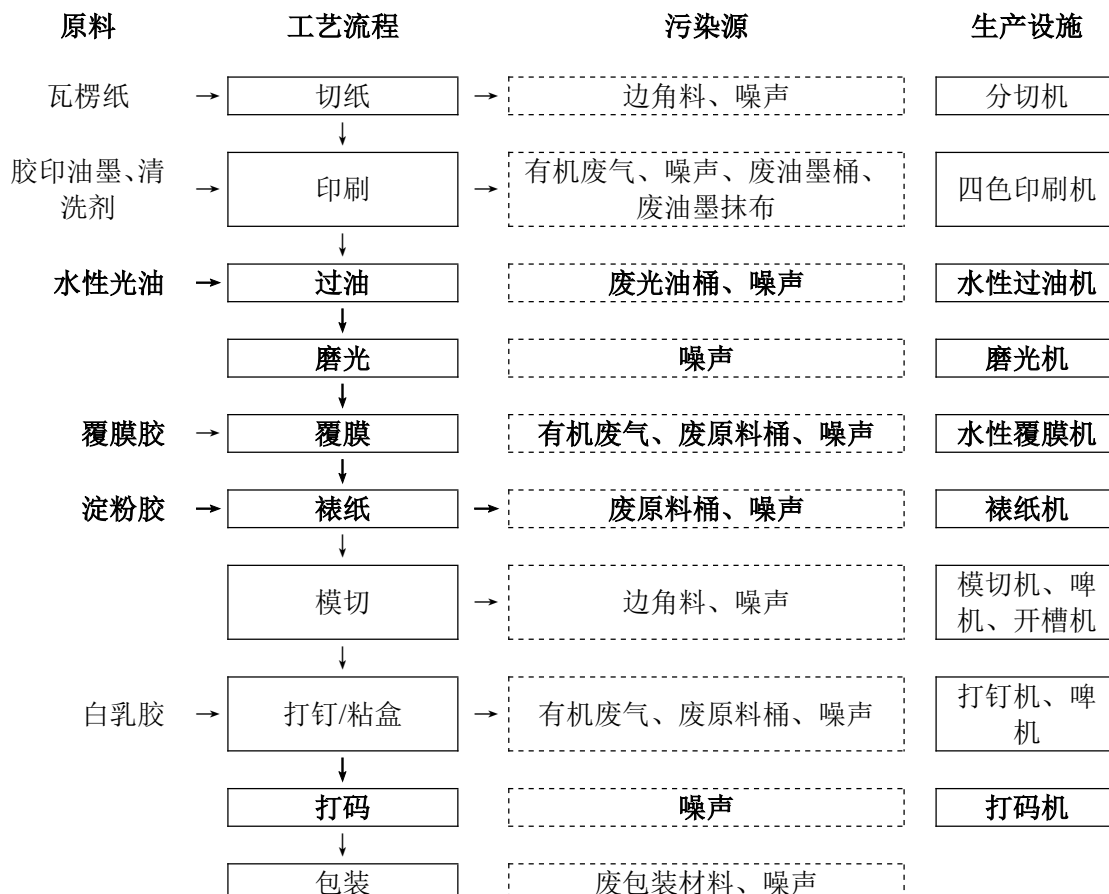 原料 工艺流程 污染源 生产设施
瓦楞纸 → 切纸 → 边角料、噪声 分切机
胶印油墨、清
洗剂 → 印刷 → 有机废气、噪声、废油墨桶、
废油墨抹布 四色印刷机
水性光油 → 过油 废光油桶、噪声 水性过油机
磨光 噪声 磨光机
覆膜胶 → 覆膜 有机废气、废原料桶、噪声 水性覆膜机
淀粉胶 → 裱纸 → 废原料桶、噪声 裱纸机
模切 → 边角料、噪声 模切机、啤
机、开槽机
白乳胶 → 打钉/粘盒 → 有机废气、废原料桶、噪声 打钉机、啤
机
打码 噪声 打码机
包装 废包装材料、噪声